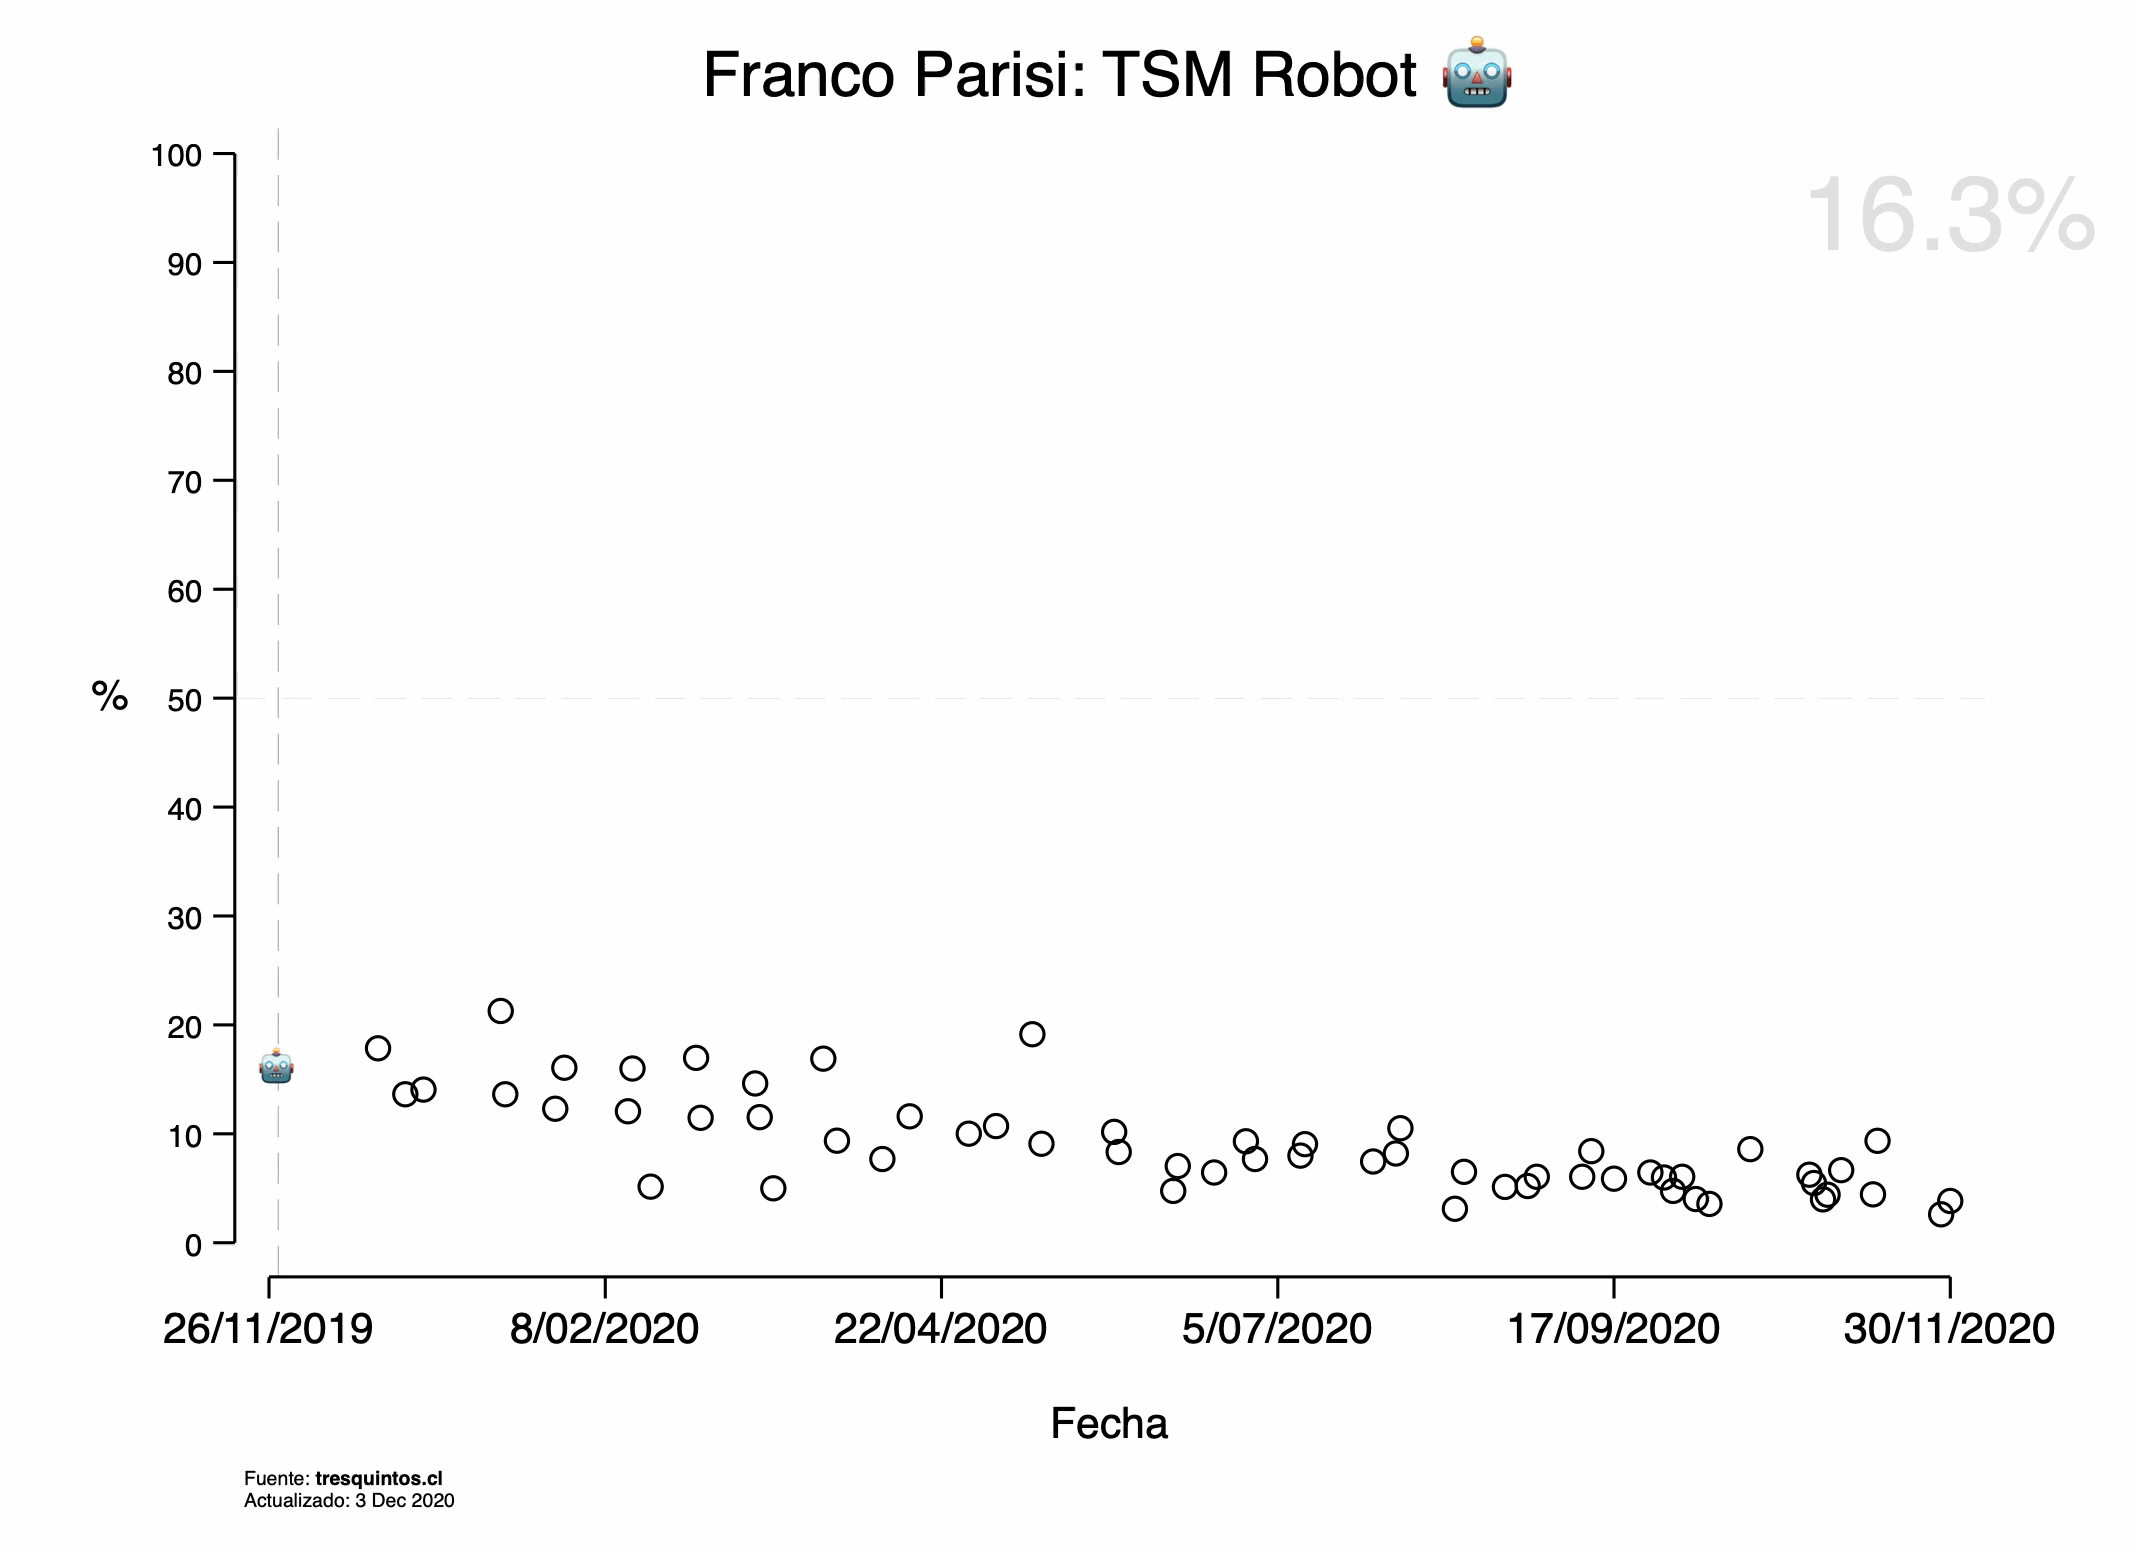 Franco Parisi: TSM Robot 🤖
16.3%
100
90
80
70
60
% 50
40
30
20
10
0
26/11/2019 8/02/2020 22/04/2020 5/07/2020 17/09/2020 30/11/2020
Fecha
Fuente: tresquintos.cl
Actualizado: 3 Dec 2020